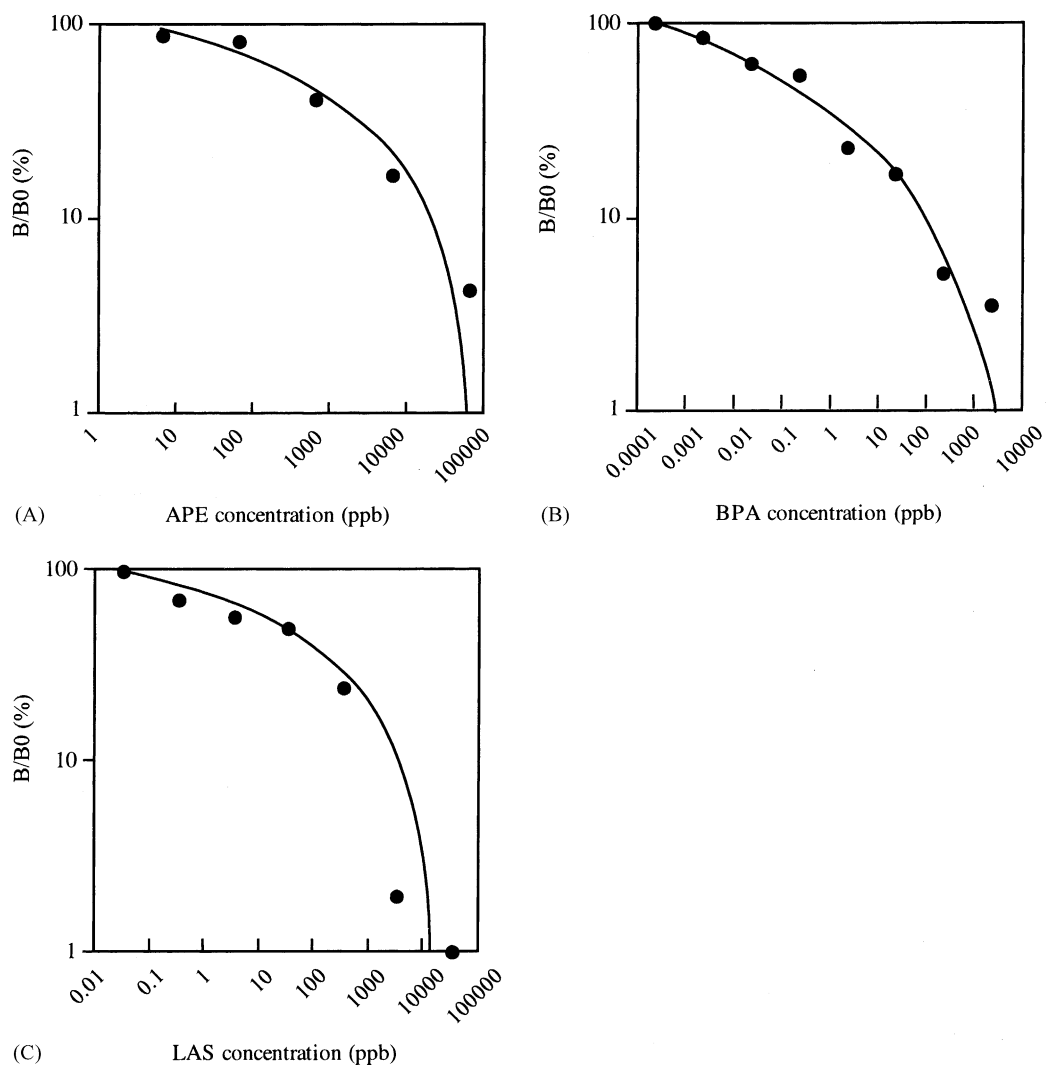 100
10
1
B/B0 (%)
1 10 100 1000 10000 100000
(A) APE concentration (ppb)
100
10
1
B/B0 (%)
0.0001 0.001 0.01 0.1 1 10 100 1000 10000
(B) BPA concentration (ppb)
100
10
1
B/B0 (%)
0.01 0.1 1 10 100 1000 10000 100000
(C) LAS concentration (ppb)